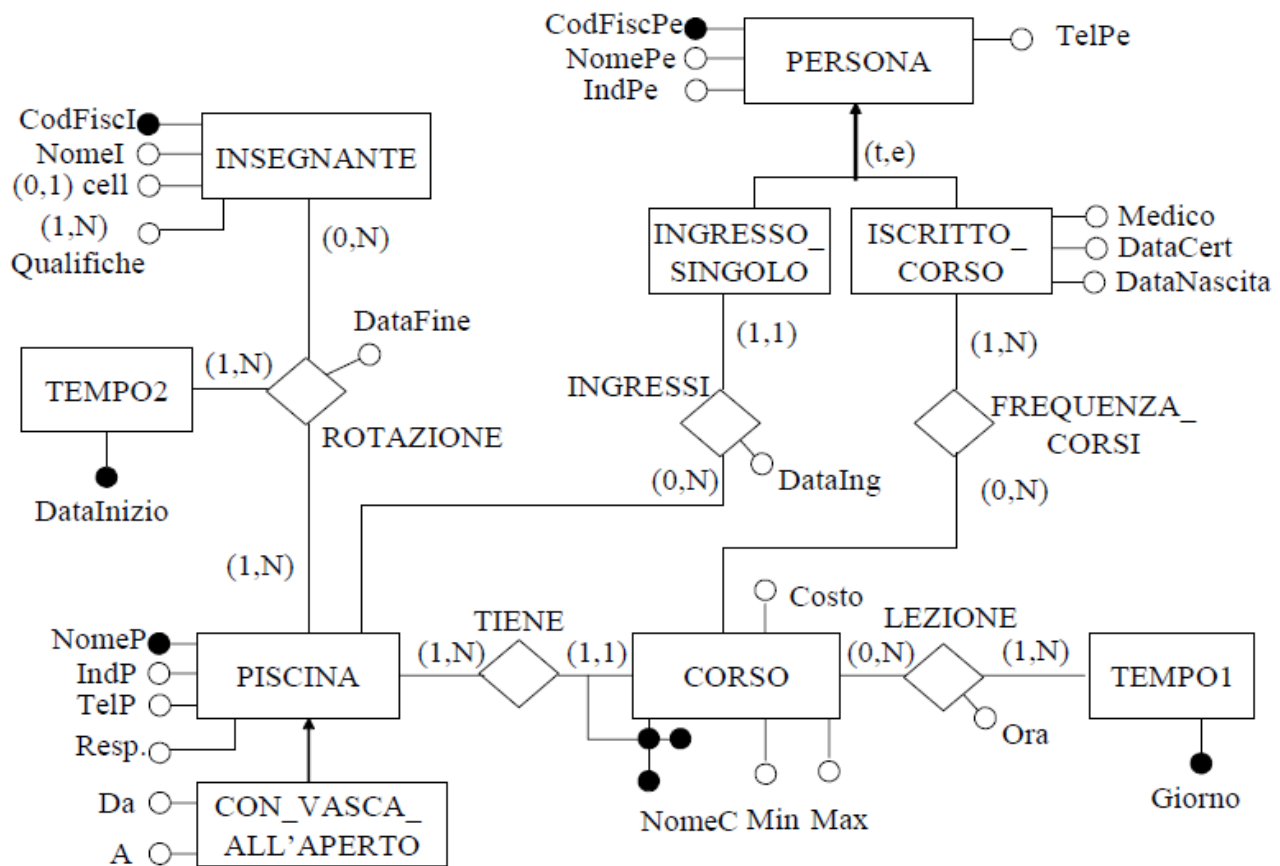 CodFiscPe
NomePe
IndPe
PERSONA
TelPe
CodFiscI
NomeI
(0,1) cell
(1,N)
Qualifiche
INSEGNANTE
(t,e)
(0,N)
INGRESSO_
SINGOLO
ISCRITTO_
CORSO
Medico
DataCert
DataNascita
DataFine
(1,1)
(1,N)
TEMPO2
(1,N)
ROTAZIONE
INGRESSI
FREQUENZA_
CORSI
DataInizio
(0,N)
DataIng
(0,N)
(1,N)
NomeP
IndP
TelP
Resp.
PISCINA
(1,N)
TIENE
(1,1)
Costo
CORSO
LEZIONE
(0,N)
(1,N)
TEMPO1
Ora
Da
A
CON_VASCA_
ALL'APERTO
NomeC
Min
Max
Giorno